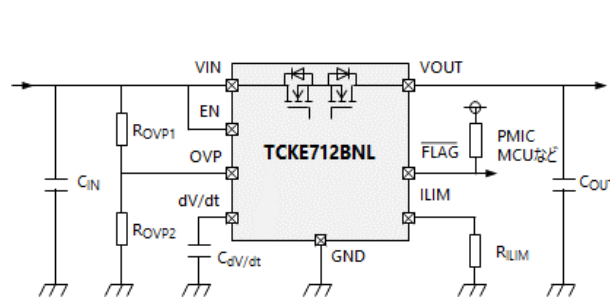 VIN
VOUT
EN
R_OVP1
OVP
TCKE712BNL
FLAG
PMIC
MCUなど
C_IN
dV/dt
ILIM
C_OUT
R_OVP2
C_dV/dt
GND
R_ILIM